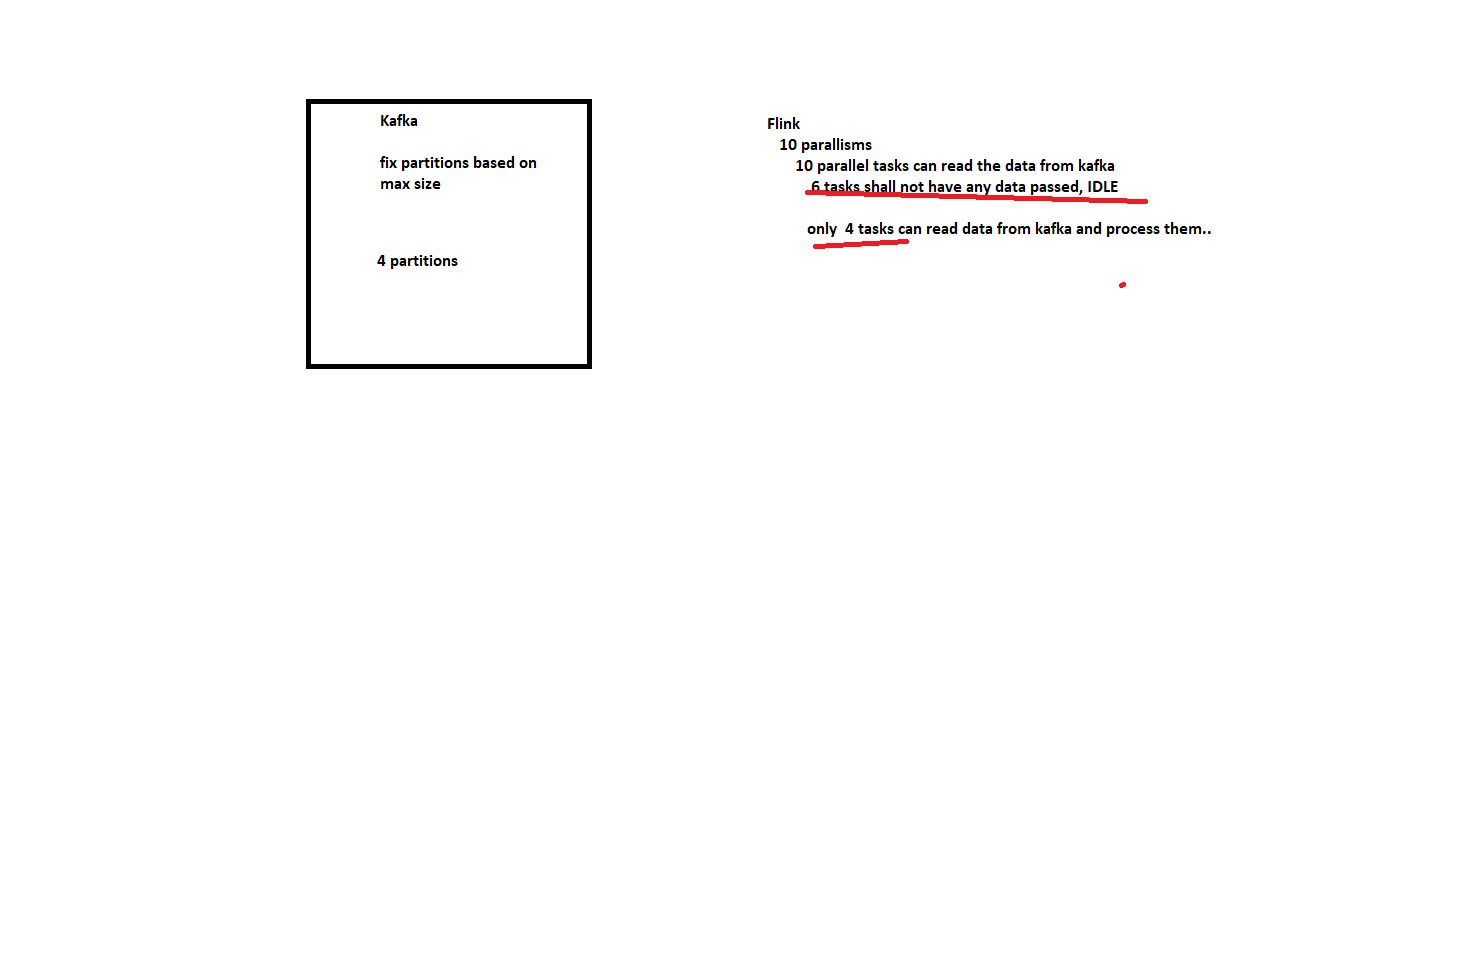 Kafka
fix partitions based on
max size
4 partitions
Flink
10 parallisms
10 parallel tasks can read the data from kafka
6 tasks shall not have any data passed, IDLE
only  4 tasks can read data from kafka and process them..